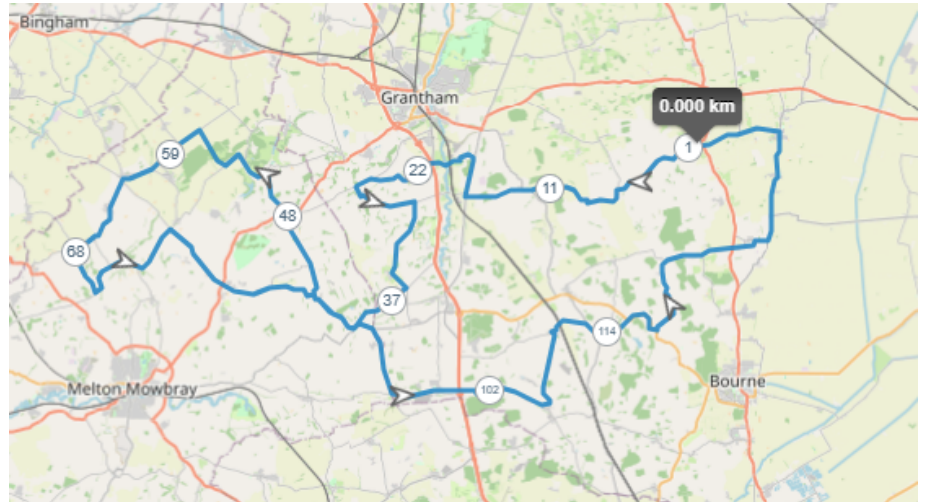 Bingham
Grantham
0.000 km
59
1
22
11
48
68
37
114
Melton Mowbray
102
Bourne